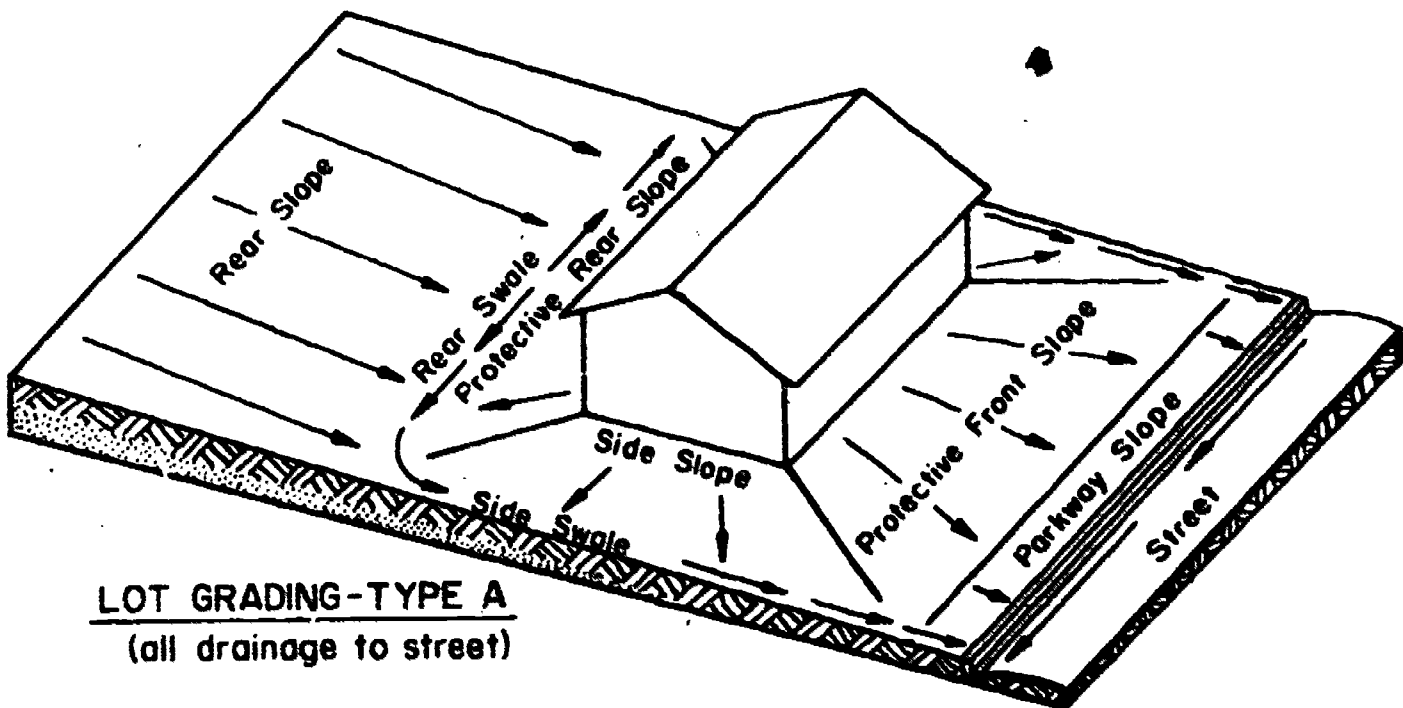 Rear Slope
Rear Swale
Protective Rear Slope
Side Slope
Side Swale
Protective Front Slope
Parkway Slope
Street
LOT GRADING-TYPE A
(all drainage to street)